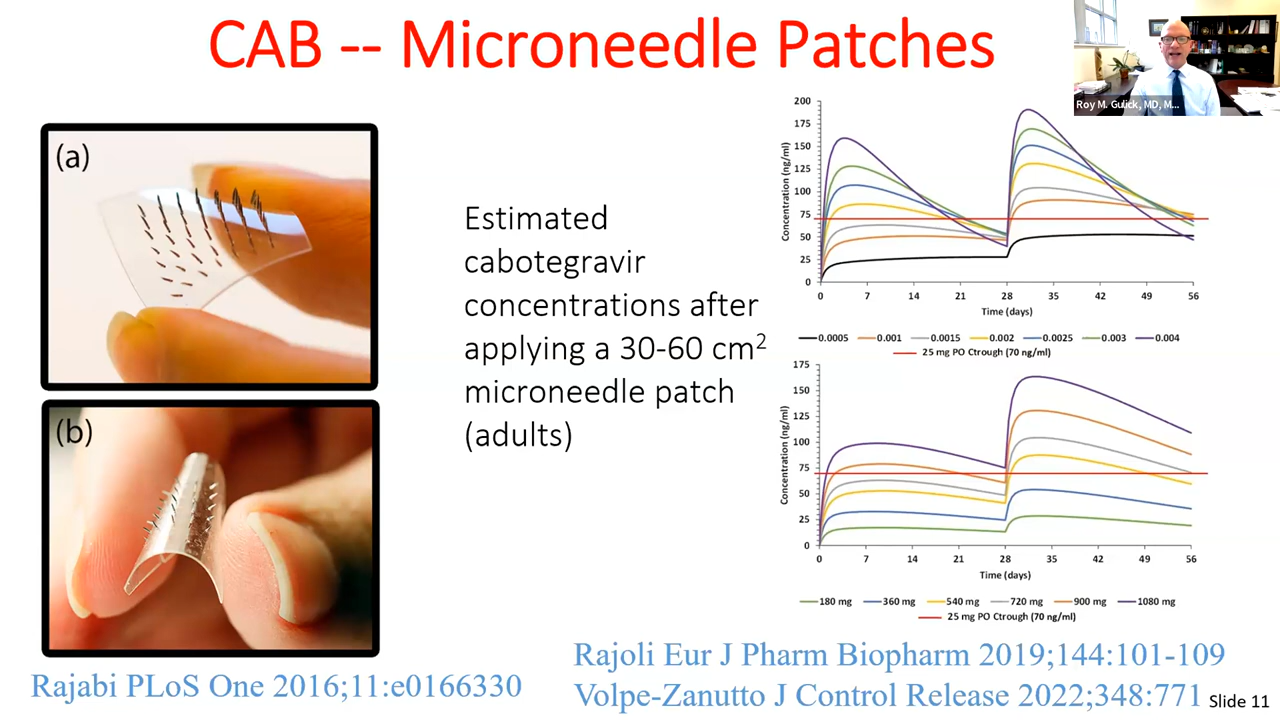 CAB -- Microneedle Patches
Roy M. Gulick, MD, M...
(a)
(b)
Estimated
cabotegravir
concentrations after
applying a 30-60 cm²
microneedle patch
(adults)
Concentration (ng/ml)
200
175
150
125
100
75
50
25
0
0 7 14 21 28 35 42 49 56
Time (days)
0.0005 0.001 0.0015 0.002 0.0025 0.003 0.004
25 mg PO Ctrough (70 ng/ml)
Concentration (ng/ml)
175
150
125
100
75
50
25
0
0 7 14 21 28 35 42 49 56
Time (days)
180 mg 360 mg 540 mg 720 mg 900 mg 1080 mg
25 mg PO Ctrough (70 ng/ml)
Rajabi PLoS One 2016;11:e0166330
Rajoli Eur J Pharm Biopharm 2019;144:101-109
Volpe-Zanutto J Control Release 2022;348:771
Slide 11